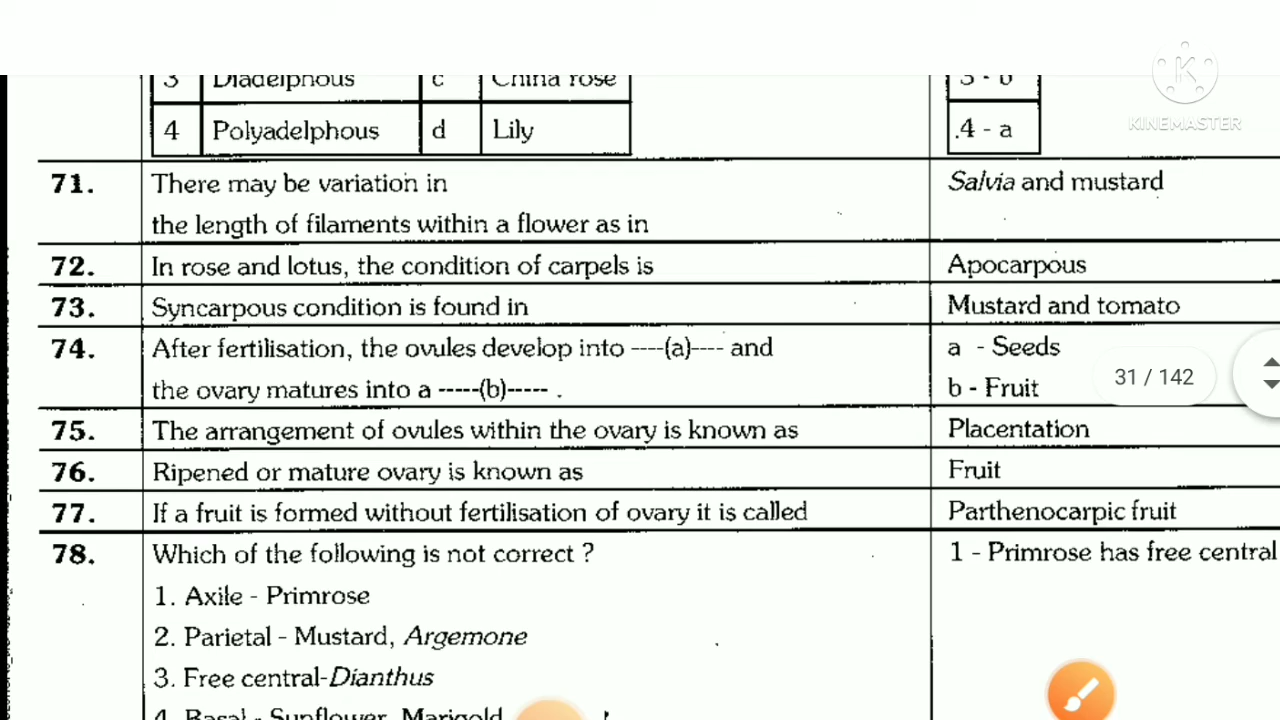 3 Diadelphous c China rose 3 - b
4 Polyadelphous d Lily .4 - a
KINEMASTER
71. There may be variation in Salvia and mustard
the length of filaments within a flower as in
72. In rose and lotus, the condition of carpels is Apocarpous
73. Syncarpous condition is found in Mustard and tomato
74. After fertilisation, the ovules develop into ----(a)---- and a - Seeds
the ovary matures into a -----(b)----- . b - Fruit
31 / 142
75. The arrangement of ovules within the ovary is known as Placentation
76. Ripened or mature ovary is known as Fruit
77. If a fruit is formed without fertilisation of ovary it is called Parthenocarpic fruit
78. Which of the following is not correct ? 1 - Primrose has free central
1. Axile - Primrose
2. Parietal - Mustard, Argemone
3. Free central-Dianthus
4. Basal - Sunflower, Marigold